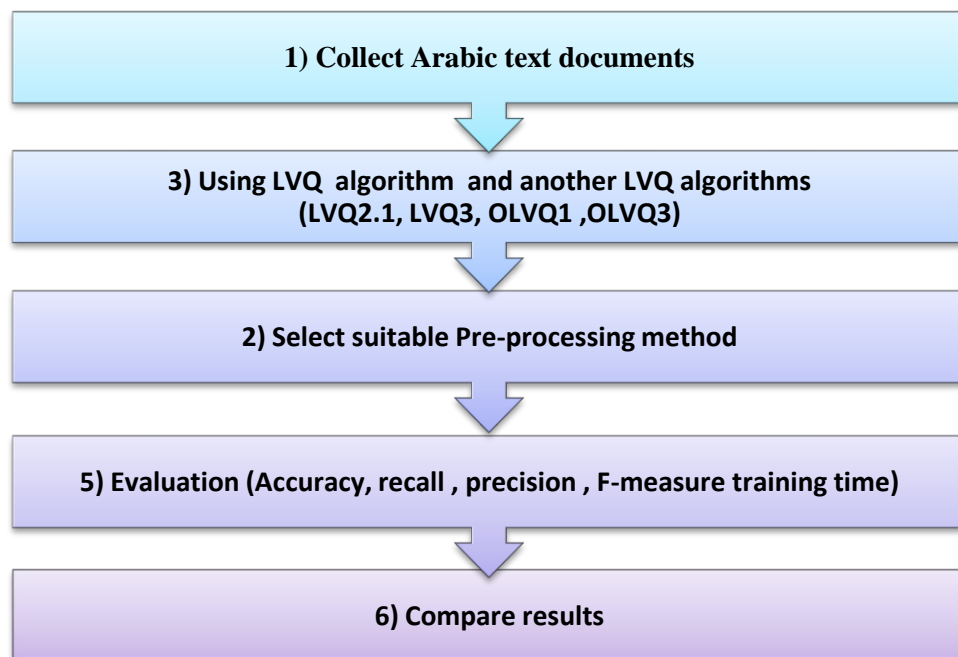 1) Collect Arabic text documents
3) Using LVQ  algorithm  and another LVQ algorithms
(LVQ2.1, LVQ3, OLVQ1 ,OLVQ3)
2) Select suitable Pre-processing method
5) Evaluation (Accuracy, recall , precision , F-measure training time)
6) Compare results